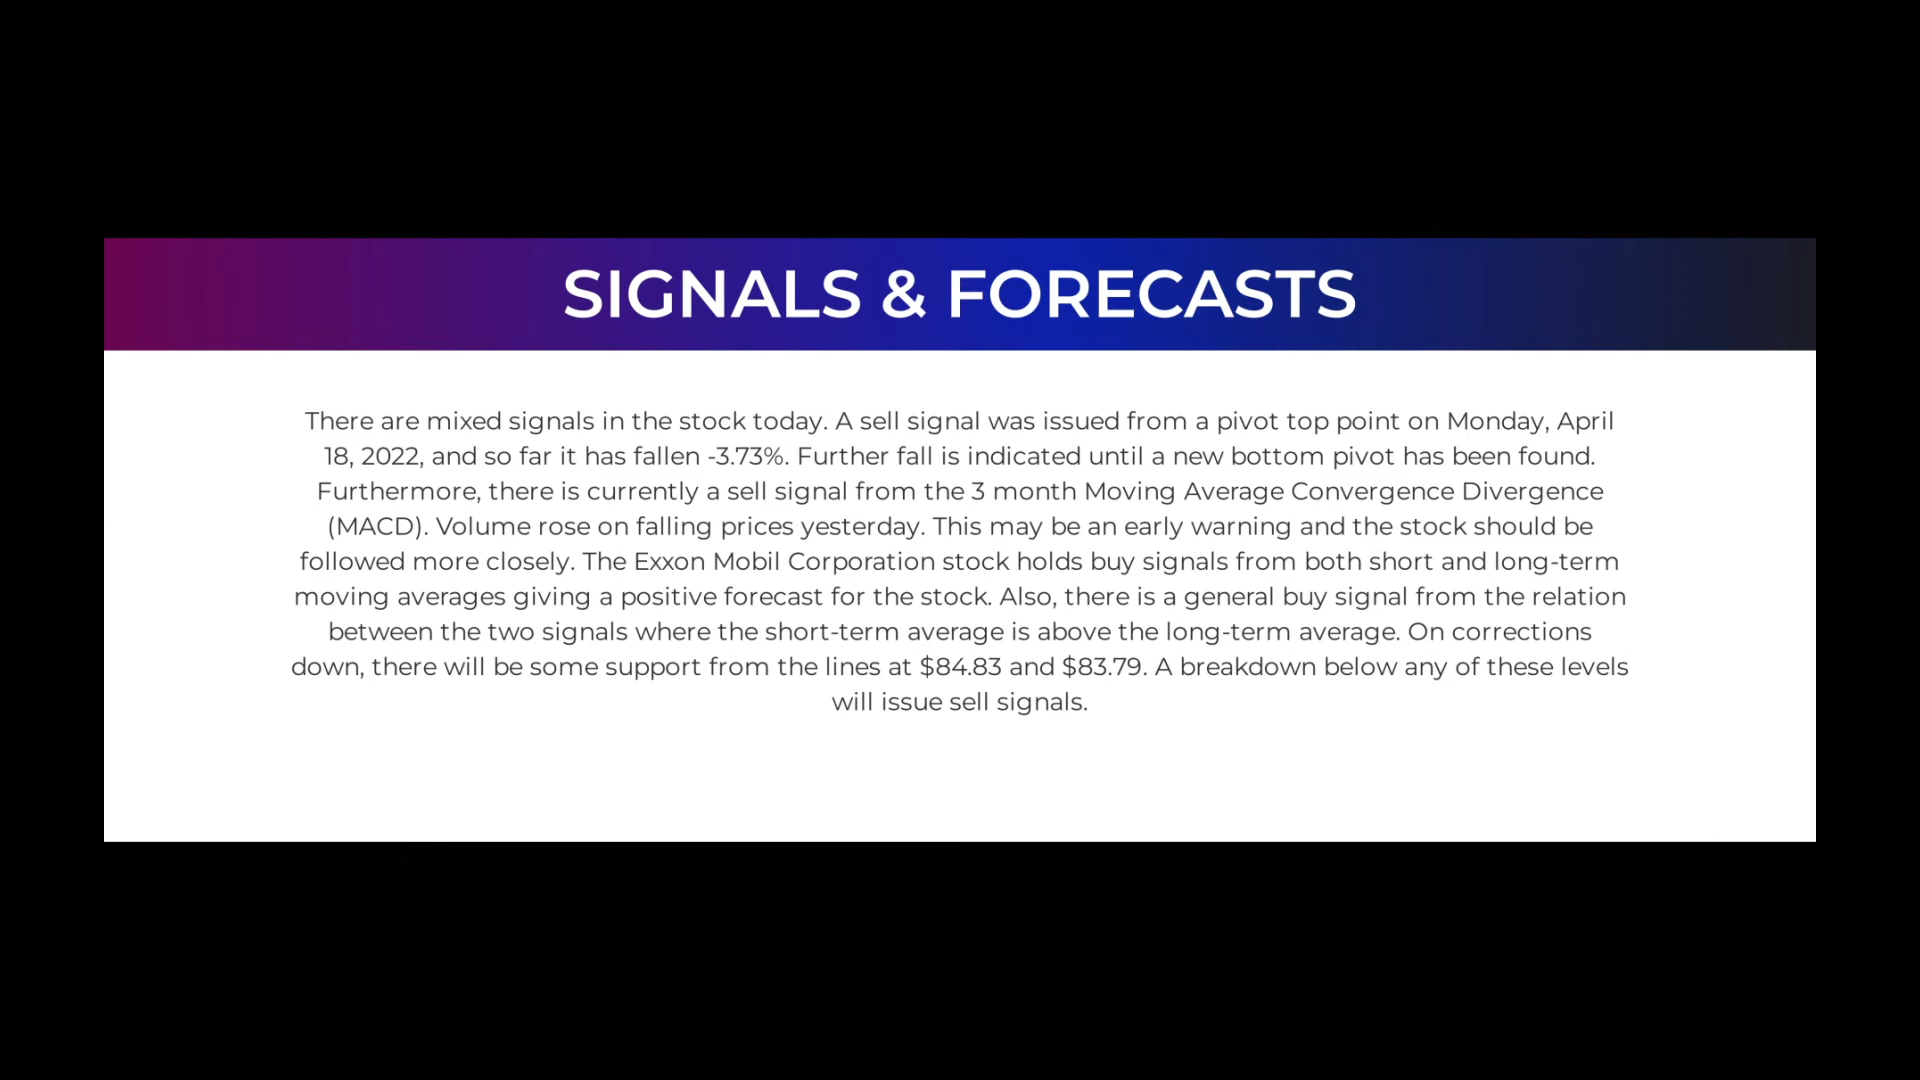 SIGNALS & FORECASTS
There are mixed signals in the stock today. A sell signal was issued from a pivot top point on Monday, April
18, 2022, and so far it has fallen -3.73%. Further fall is indicated until a new bottom pivot has been found.
Furthermore, there is currently a sell signal from the 3 month Moving Average Convergence Divergence
(MACD). Volume rose on falling prices yesterday. This may be an early warning and the stock should be
followed more closely. The Exxon Mobil Corporation stock holds buy signals from both short and long-term
moving averages giving a positive forecast for the stock. Also, there is a general buy signal from the relation
between the two signals where the short-term average is above the long-term average. On corrections
down, there will be some support from the lines at $84.83 and $83.79. A breakdown below any of these levels
will issue sell signals.